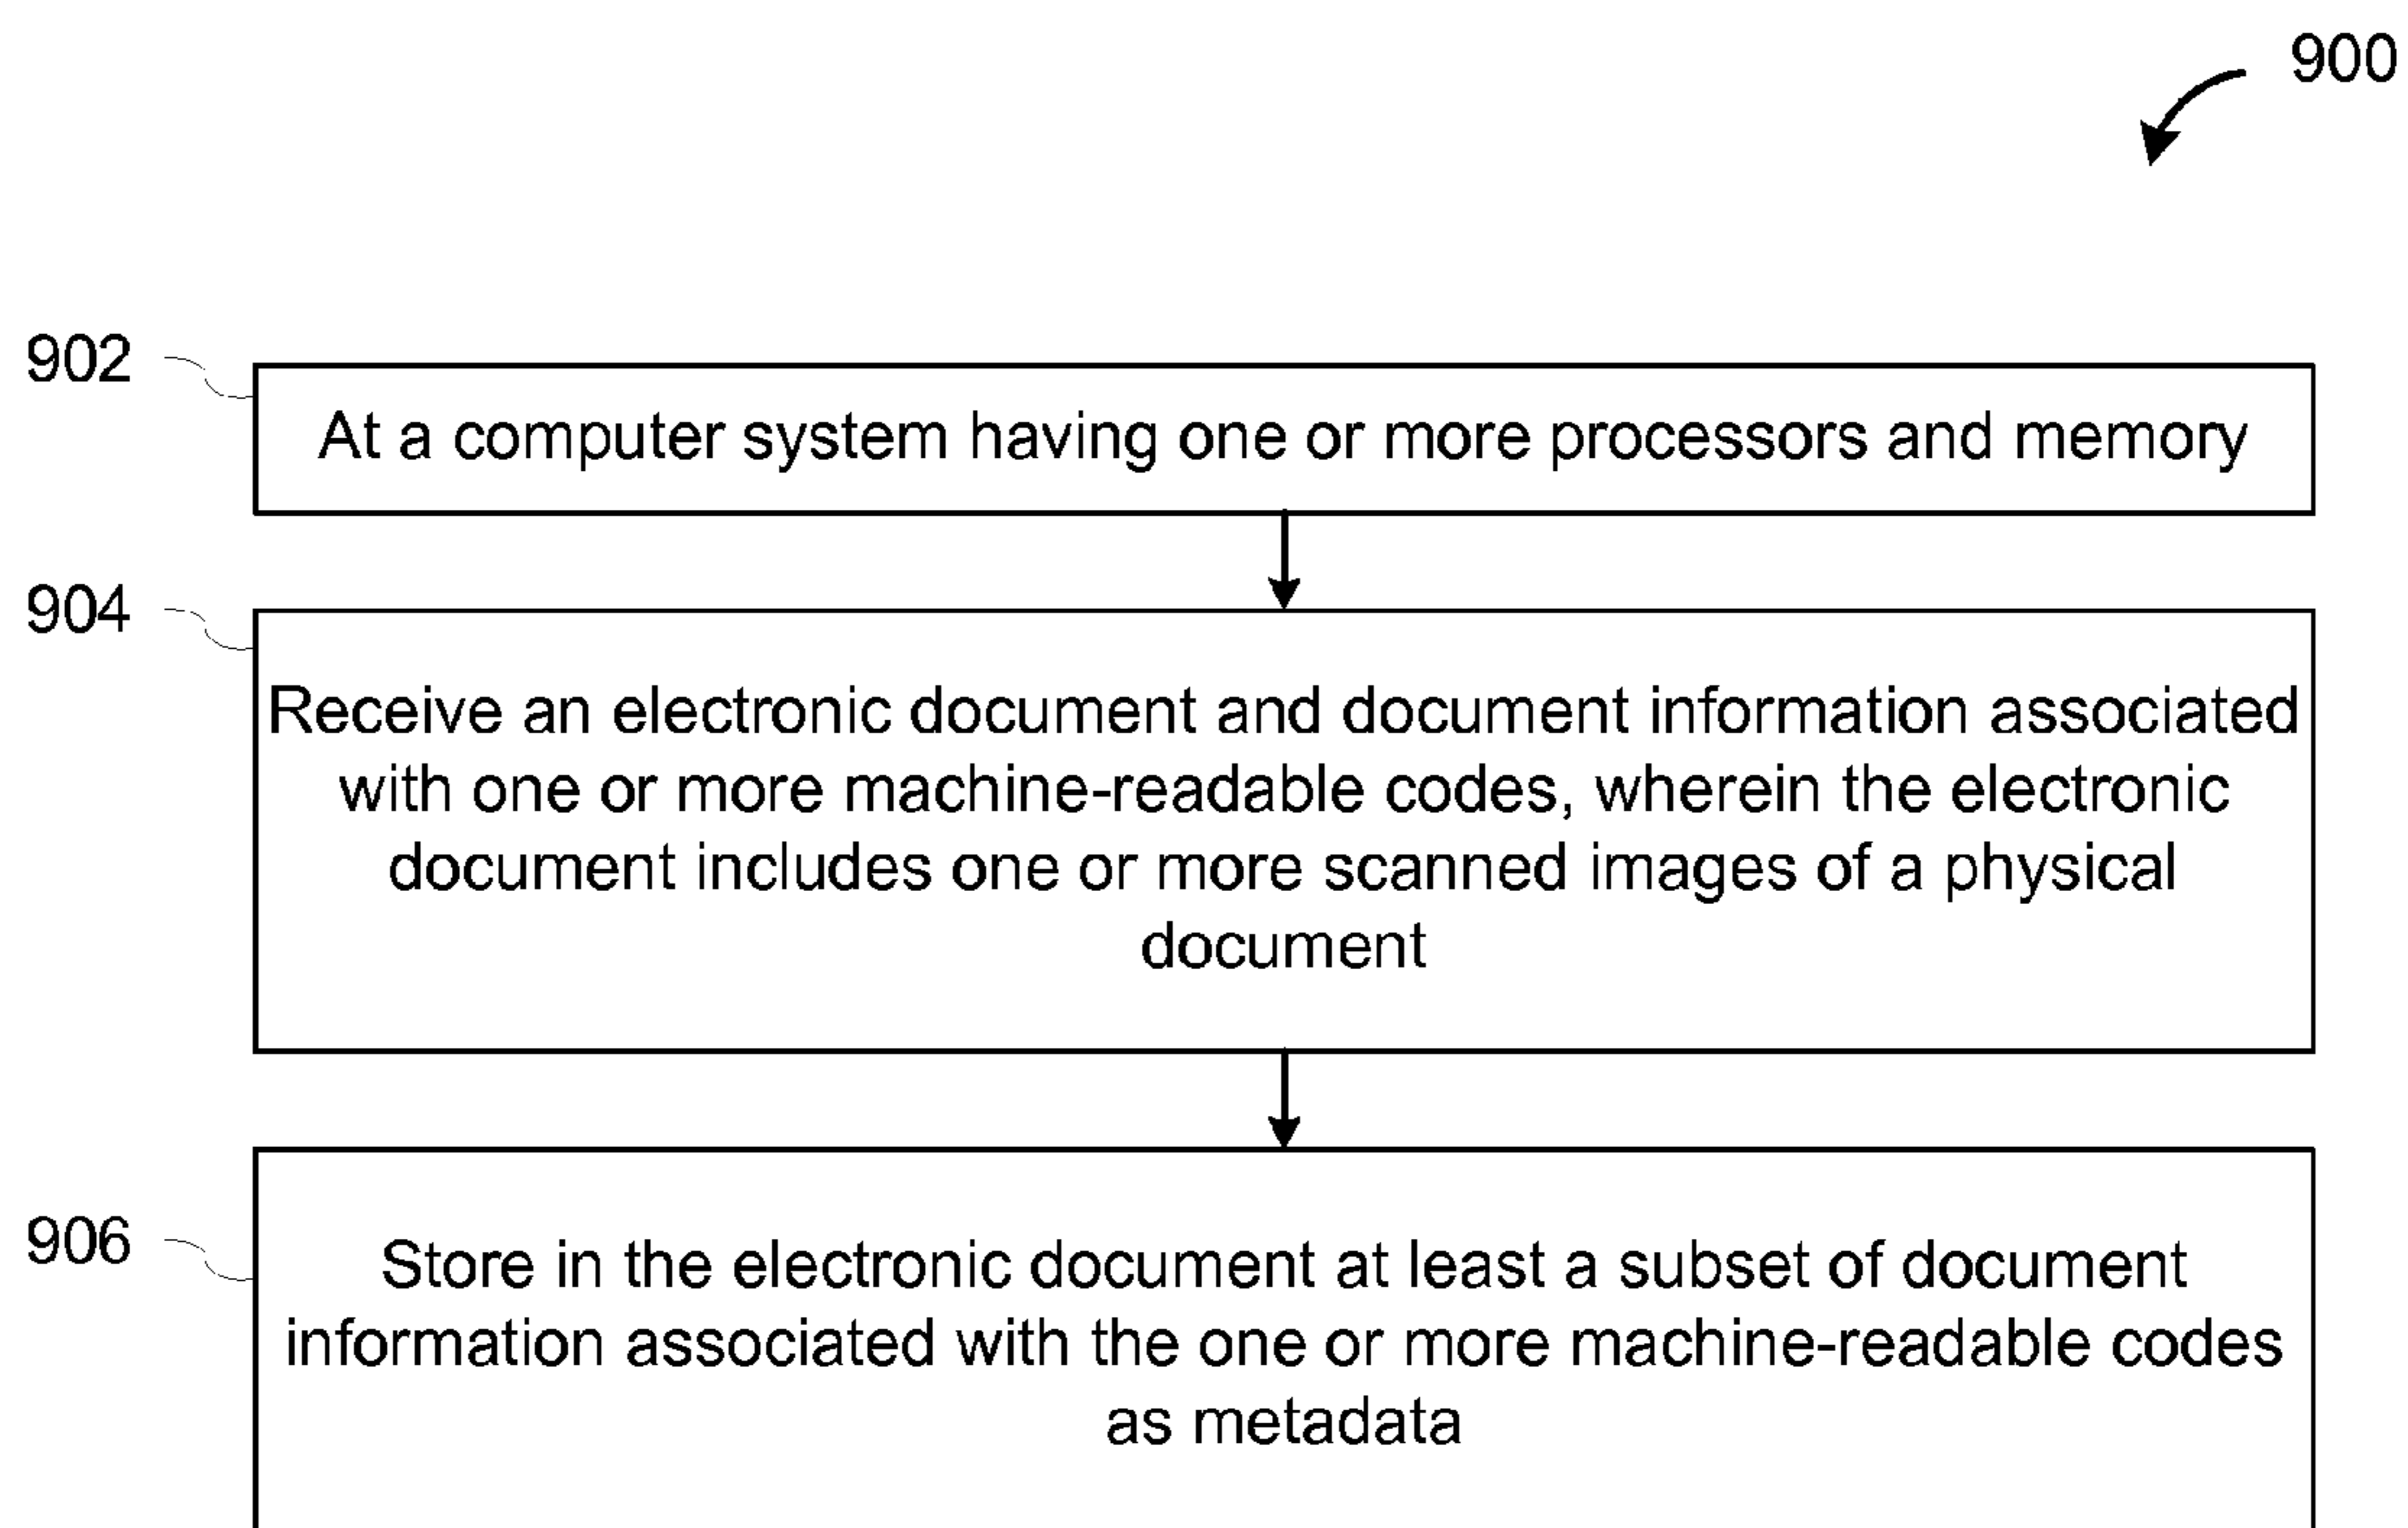 900
902
At a computer system having one or more processors and memory
904
Receive an electronic document and document information associated
with one or more machine-readable codes, wherein the electronic
document includes one or more scanned images of a physical
document
906
Store in the electronic document at least a subset of document
information associated with the one or more machine-readable codes
as metadata